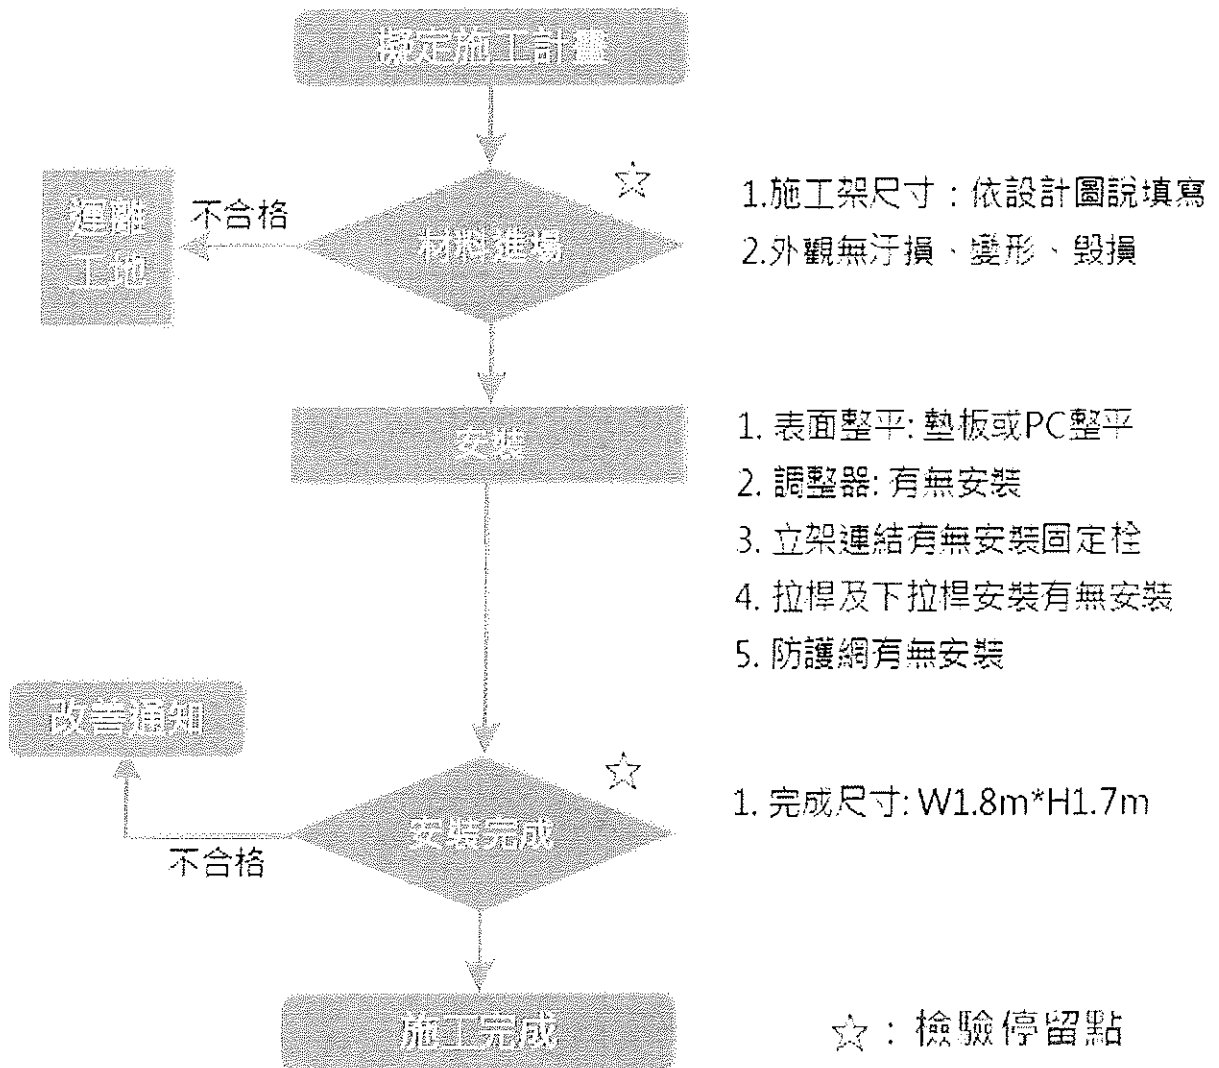 擬定施工計畫
運離
工地
不合格
材料進場
☆
1.施工架尺寸：依設計圖說填寫
2.外觀無汙損、變形、毀損
安裝
1. 表面整平: 墊板或PC整平
2. 調整器: 有無安裝
3. 立架連結有無安裝固定栓
4. 拉桿及下拉桿安裝有無安裝
5. 防護網有無安裝
改善通知
不合格
安裝完成
☆
1. 完成尺寸: W1.8m*H1.7m
施工完成
☆：檢驗停留點